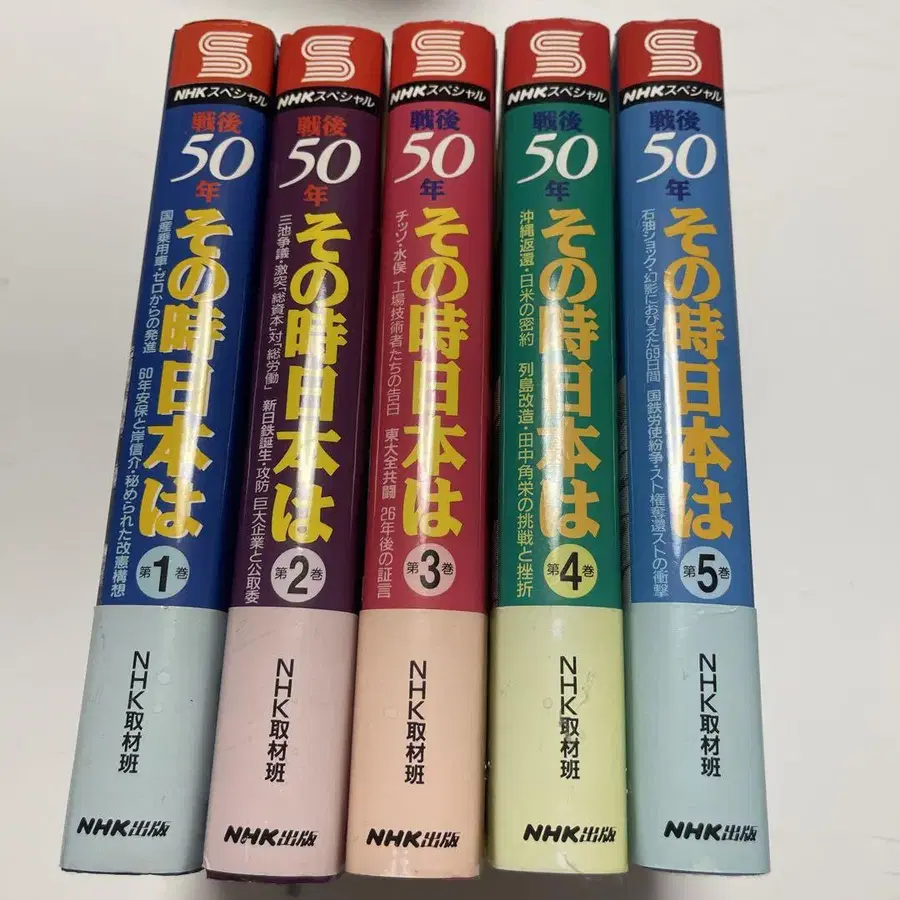 NHKスペシャル
戦後
50
年
その時日本は
国産乗用車・ゼロからの発進 60年安保と岸信介・秘められた改憲構想
第1巻
NHK取材班
NHK出版
NHKスペシャル
戦後
50
年
その時日本は
三池争議・激突「総資本」対「総労働」 新日鉄誕生・攻防 巨大企業と公取委
第2巻
NHK取材班
NHK出版
NHKスペシャル
戦後
50
年
その時日本は
チッソ・水俣 工場技術者たちの告白 東大全共闘 26年後の証言
第3巻
NHK取材班
NHK出版
NHKスペシャル
戦後
50
年
その時日本は
沖縄返還・日米の密約 列島改造・田中角栄の挑戦と挫折
第4巻
NHK取材班
NHK出版
NHKスペシャル
戦後
50
年
その時日本は
石油ショック・幻影におびえた69日間 国鉄労使紛争・スト権奪還ストの衝撃
第5巻
NHK取材班
NHK出版